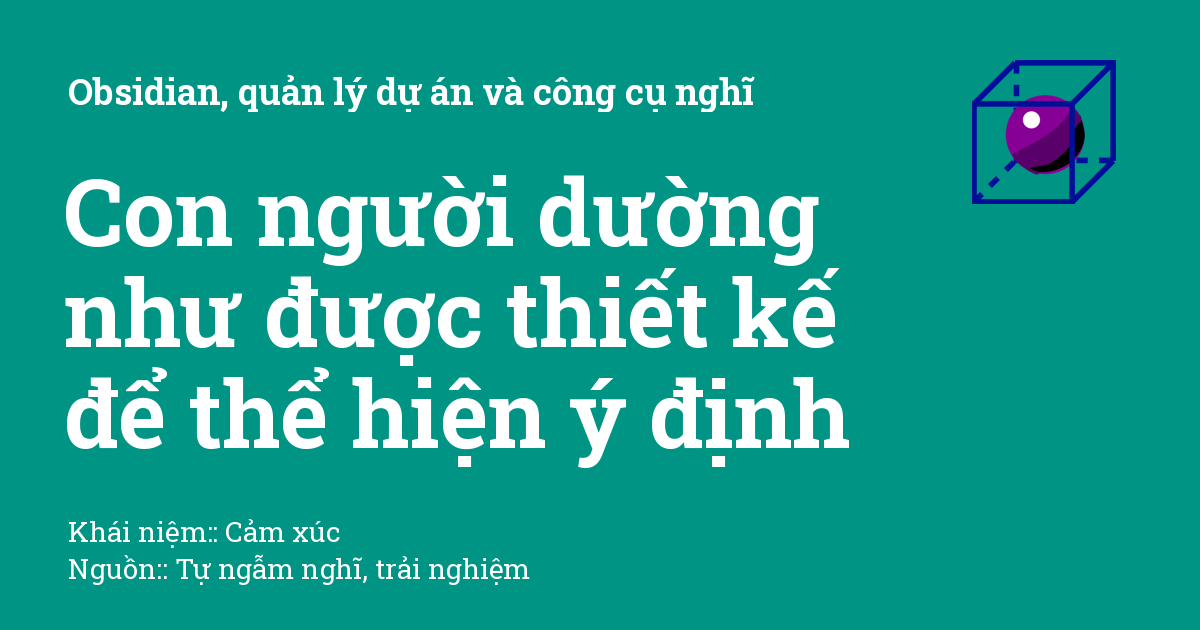 Obsidian, quản lý dự án và công cụ nghĩ
Con người dường
như được thiết kế
để thể hiện ý định
Khái niệm:: Cảm xúc
Nguồn:: Tự ngẫm nghĩ, trải nghiệm